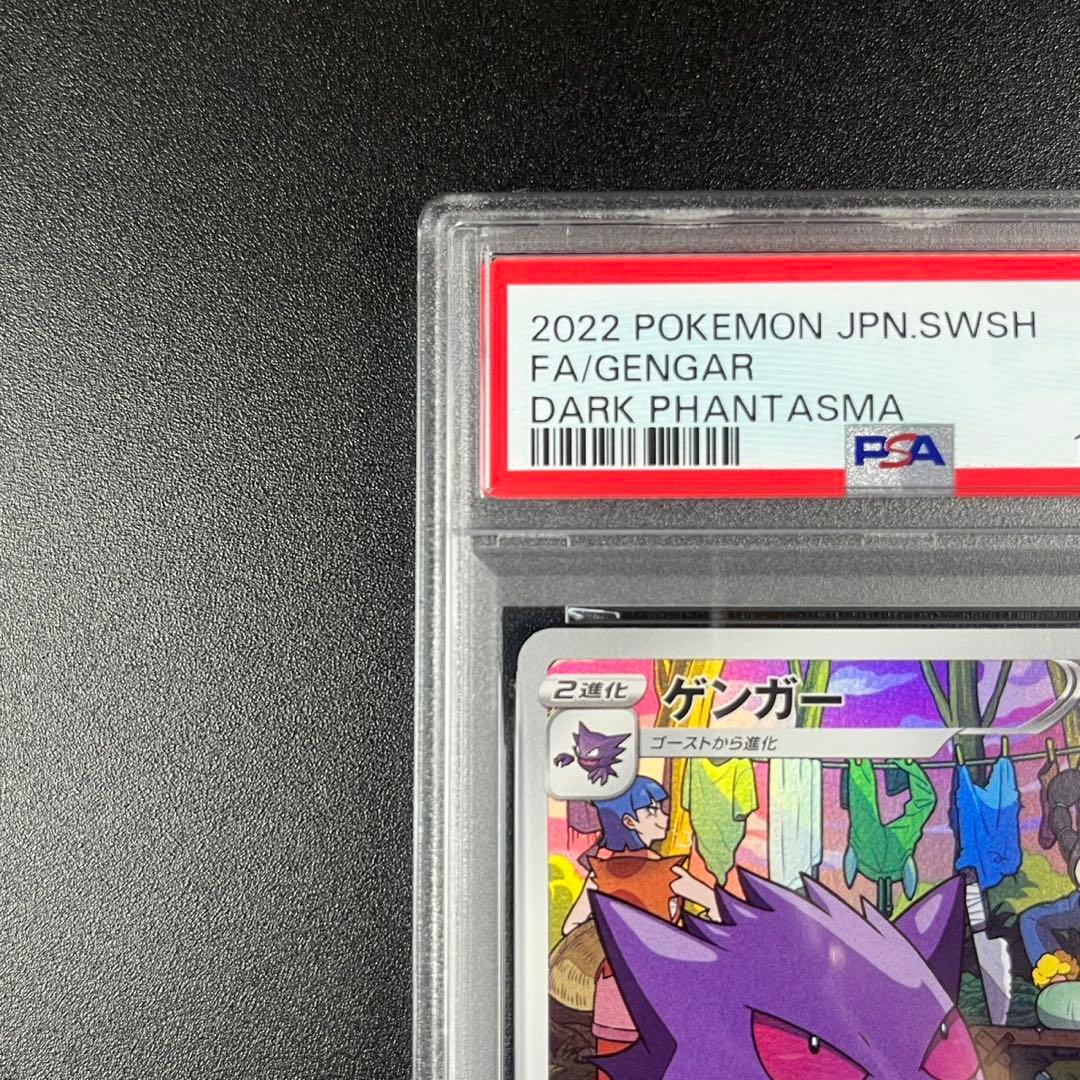 2022 POKEMON JPN.SWSH
FA/GENGAR
DARK PHANTASMA
PSA
2進化
ゲンガー
ゴーストから進化